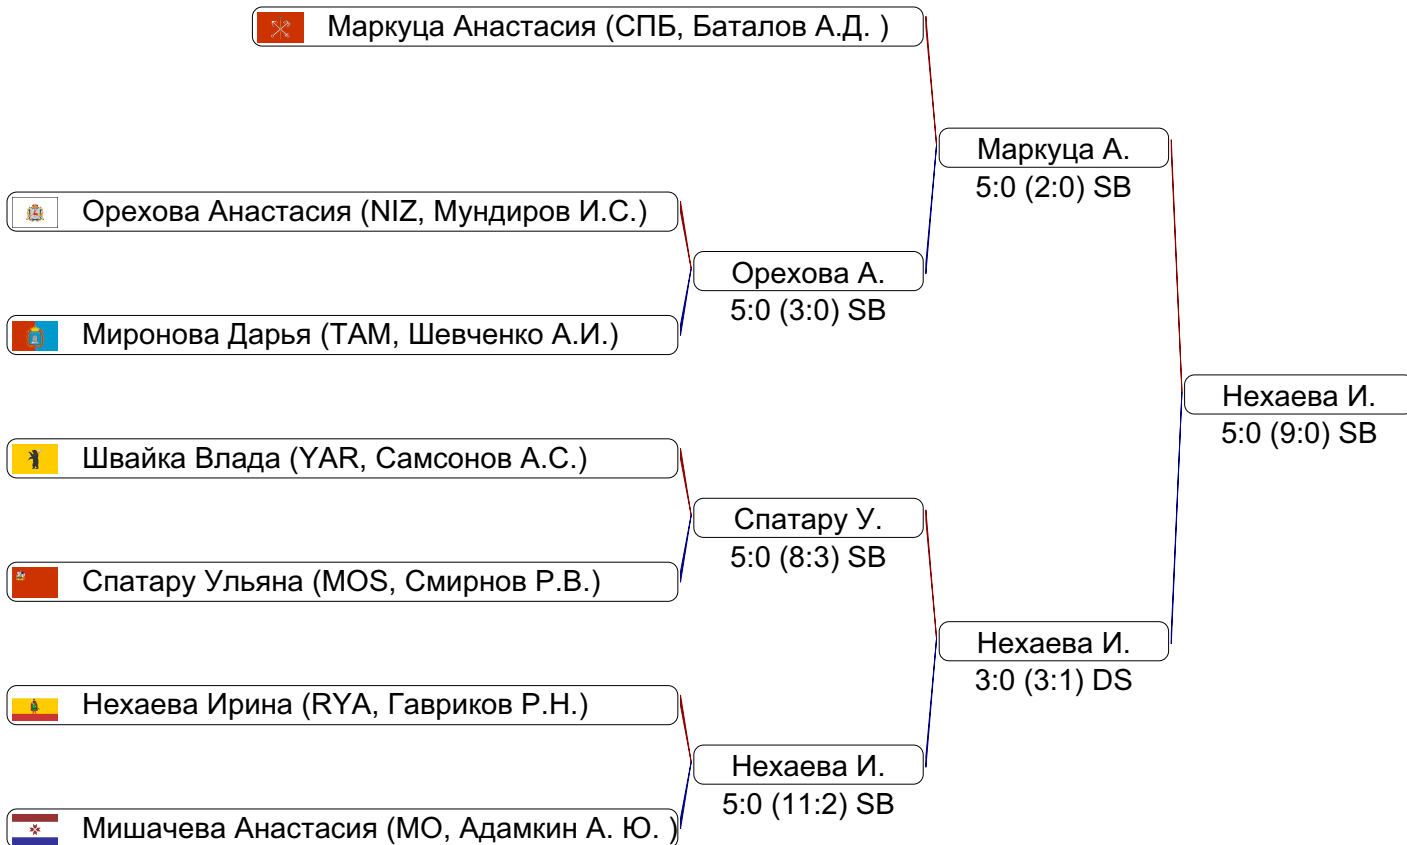 Маркуца Анастасия (СПБ, Баталов А.Д. )
Маркуца А.
5:0 (2:0) SB
Орехова Анастасия (NIZ, Мундиров И.С.)
Орехова А.
5:0 (3:0) SB
Миронова Дарья (TAM, Шевченко А.И.)
Нехаева И.
5:0 (9:0) SB
Швайка Влада (YAR, Самсонов А.С.)
Спатару У.
5:0 (8:3) SB
Спатару Ульяна (MOS, Смирнов Р.В.)
Нехаева И.
3:0 (3:1) DS
Нехаева Ирина (RYA, Гавриков Р.Н.)
Нехаева И.
5:0 (11:2) SB
Мишачева Анастасия (МО, Адамкин А. Ю. )